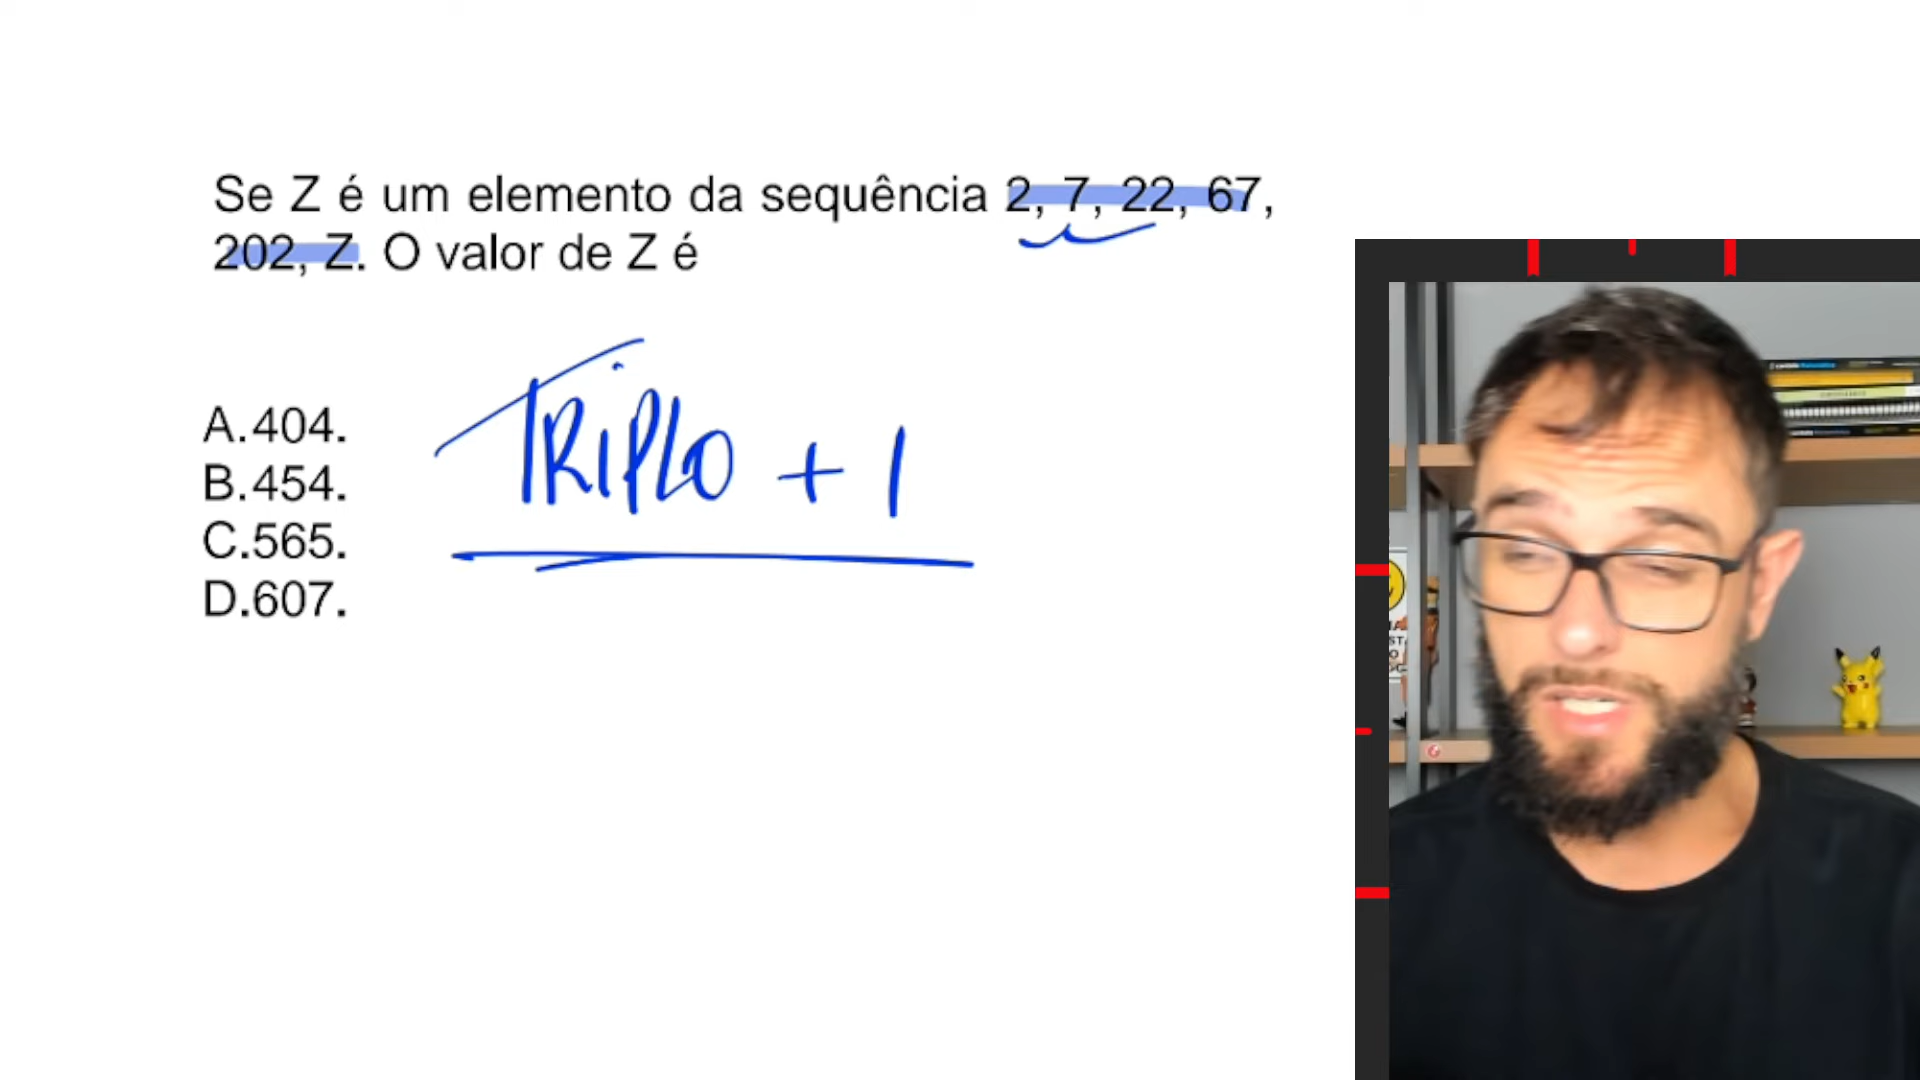 Se Z é um elemento da sequência 2, 7, 22, 67,
202, Z. O valor de Z é
A.404.
B.454.
C.565.
D.607.
TRiPLO + 1